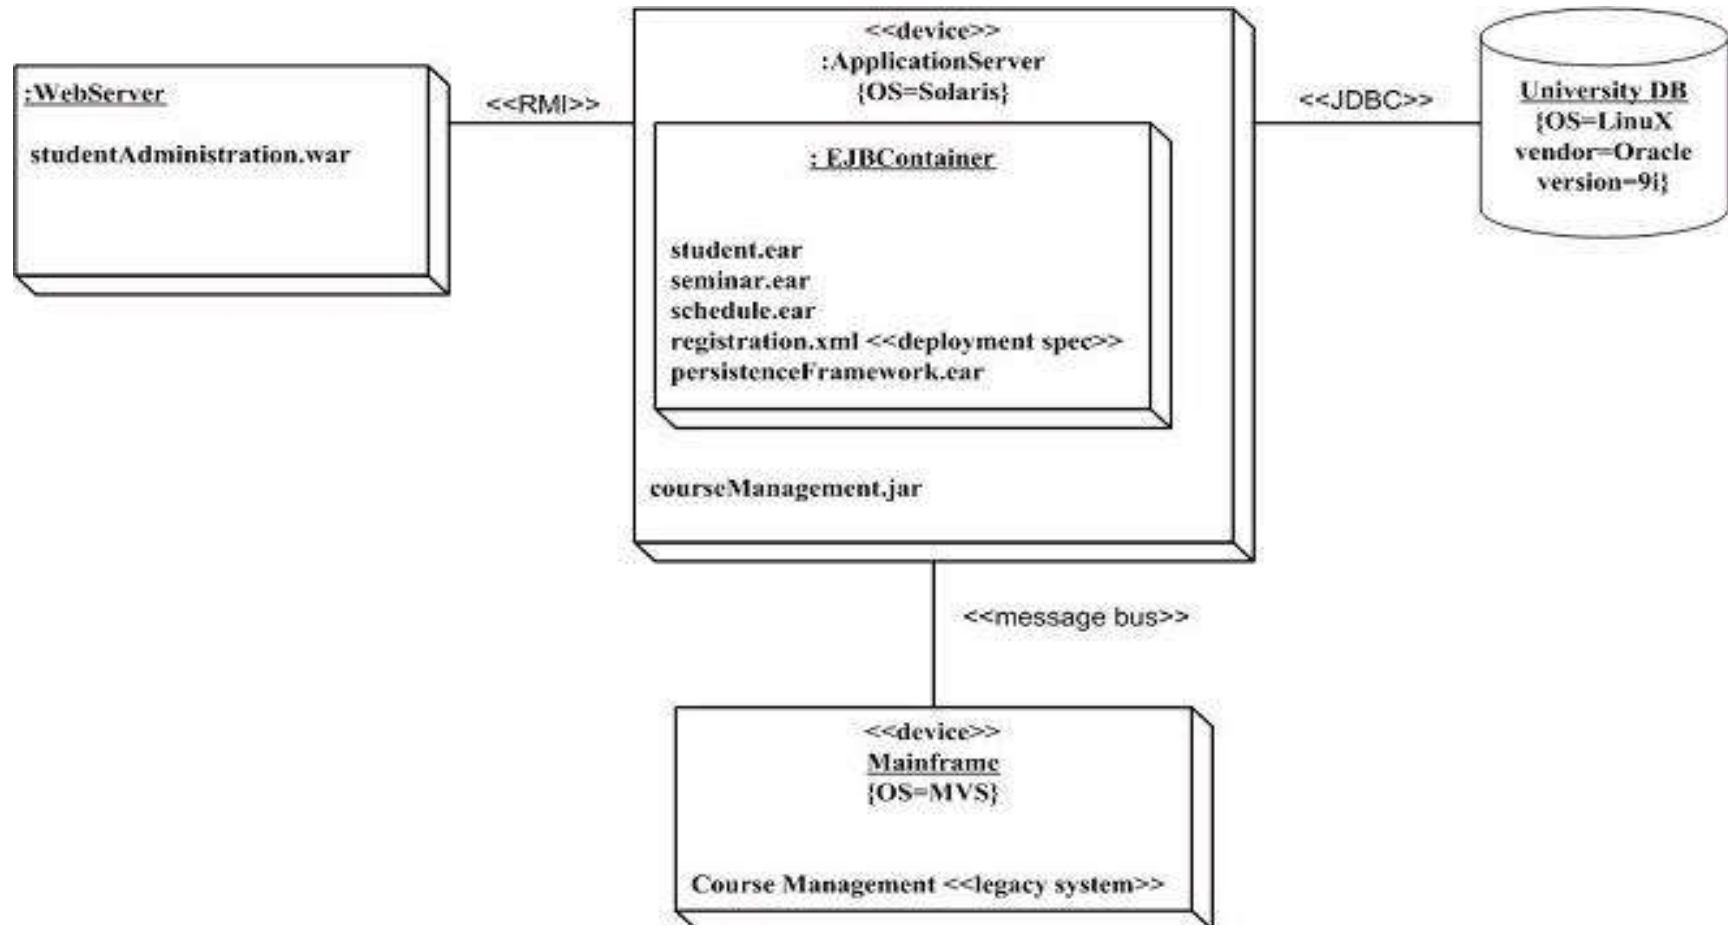 <<device>>
:ApplicationServer
{OS=Solaris}
:WebServer
studentAdministration.war
<<RMI>>
: EJBContainer
student.ear
seminar.ear
schedule.ear
registration.xml <<deployment spec>>
persistenceFramework.ear
courseManagement.jar
<<JDBC>>
University DB
{OS=LinuX
vendor=Oracle
version=9i}
<<message bus>>
<<device>>
Mainframe
{OS=MVS}
Course Management <<legacy system>>